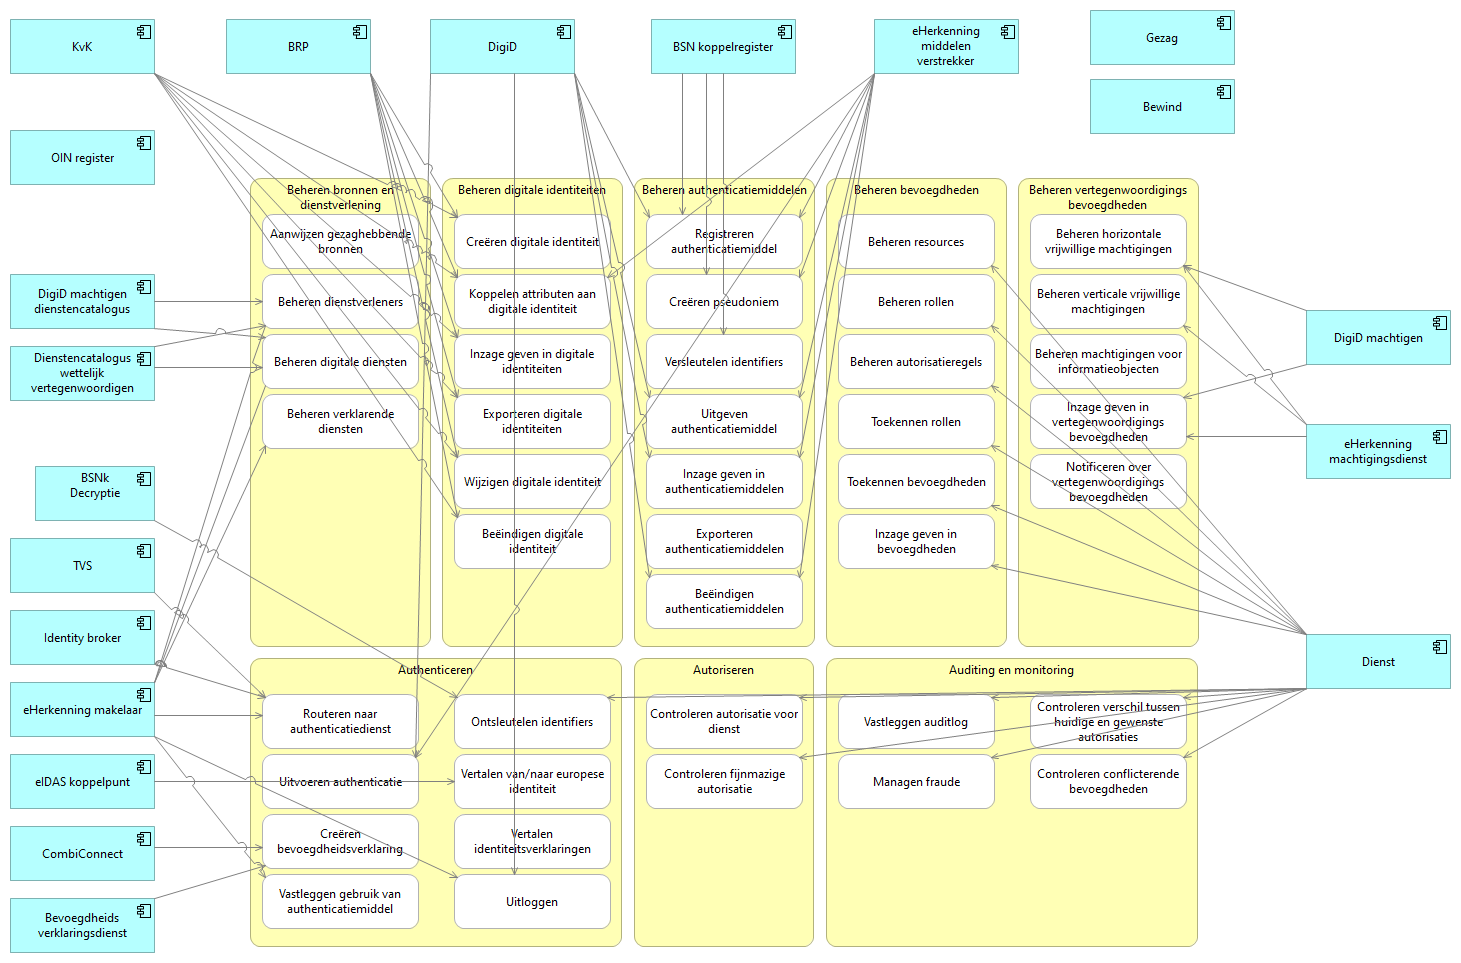 KvK
BRP
DigiD
BSN koppelregister
eHerkenning
middelen
verstrekker
Gezag
Bewind
OIN register
DigiD machtigen
dienstencatalogus
Dienstencatalogus
wettelijk
vertegenwoordigen
BSNk
Decryptie
TVS
Identity broker
eHerkenning makelaar
eIDAS koppelpunt
CombiConnect
Bevoegdheids
verklaringsdienst
Beheren bronnen en
dienstverlening
Aanwijzen gezaghebbende
bronnen
Beheren dienstverleners
Beheren digitale diensten
Beheren verklarende
diensten
Beheren digitale identiteiten
Creëren digitale identiteit
Koppelen attributen aan
digitale identiteit
Inzage geven in digitale
identiteiten
Exporteren digitale
identiteiten
Wijzigen digitale identiteit
Beëindigen digitale
identiteit
Beheren authenticatiemiddelen
Registreren
authenticatiemiddel
Creëren pseudoniem
Versleutelen identifiers
Uitgeven
authenticatiemiddel
Inzage geven in
authenticatiemiddelen
Exporteren
authenticatiemiddelen
Beëindigen
authenticatiemiddelen
Beheren bevoegdheden
Beheren resources
Beheren rollen
Beheren autorisatieregels
Toekennen rollen
Toekennen bevoegdheden
Inzage geven in
bevoegdheden
Beheren vertegenwoordigings
bevoegdheden
Beheren horizontale
vrijwillige machtigingen
Beheren verticale vrijwillige
machtigingen
Beheren machtigingen voor
informatieobjecten
Inzage geven in
vertegenwoordigings
bevoegdheden
Notificeren over
vertegenwoordigings
bevoegdheden
DigiD machtigen
eHerkenning
machtigingsdienst
Dienst
Authenticeren
Routeren naar
authenticatiedienst
Ontsleutelen identifiers
Uitvoeren authenticatie
Vertalen van/naar europese
identiteit
Creëren
bevoegdheidsverklaring
Vertalen
identiteitsverklaringen
Vastleggen gebruik van
authenticatiemiddel
Uitloggen
Autoriseren
Controleren autorisatie voor
dienst
Controleren fijnmazige
autorisatie
Auditing en monitoring
Vastleggen auditlog
Controleren verschil tussen
huidige en gewenste
autorisaties
Managen fraude
Controleren conflicterende
bevoegdheden